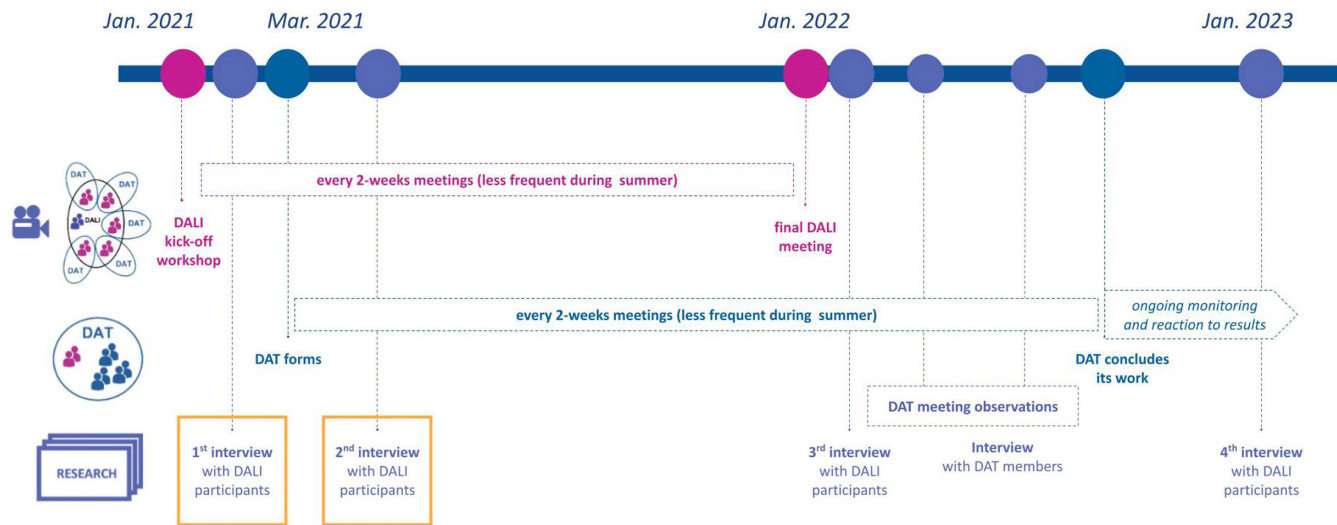 Jan. 2021
Mar. 2021
Jan. 2022
Jan. 2023
DAT
DAT
DAT
DALI
DAT
DAT
every 2-weeks meetings (less frequent during summer)
DALI
kick-off
workshop
final DALI
meeting
DAT
every 2-weeks meetings (less frequent during summer)
ongoing monitoring
and reaction to results
DAT forms
DAT concludes
its work
DAT meeting observations
RESEARCH
1st interview
with DALI
participants
2nd interview
with DALI
participants
3rd interview
with DALI
participants
Interview
with DAT members
4th interview
with DALI
participants